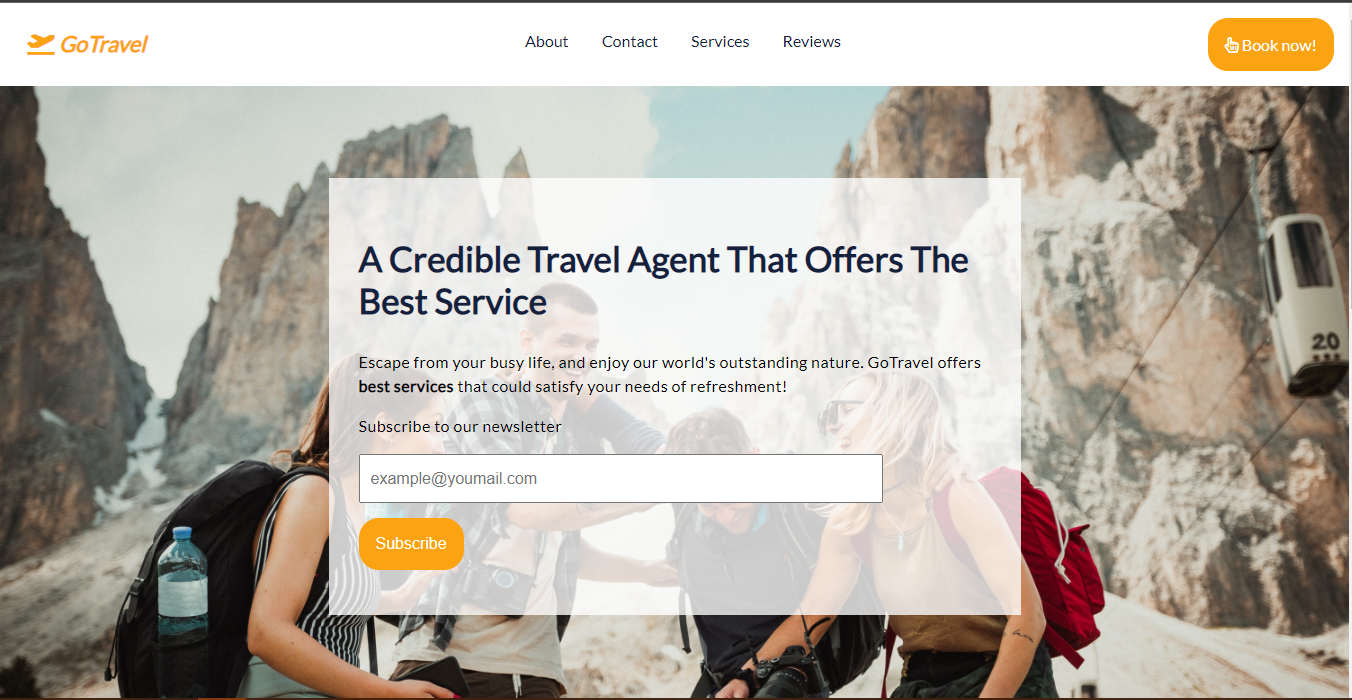 GoTravel
About Contact Services Reviews
Book now!
A Credible Travel Agent That Offers The
Best Service
Escape from your busy life, and enjoy our world's outstanding nature. GoTravel offers
best services that could satisfy your needs of refreshment!
Subscribe to our newsletter
example@youmail.com
Subscribe
20